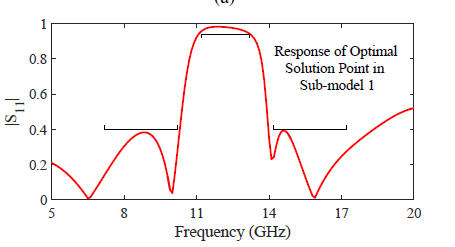 (a)
1
0.8
0.6
0.4
0.2
0
|S11|
Response of Optimal
Solution Point in
Sub-model 1
5 8 11 14 17 20
Frequency (GHz)